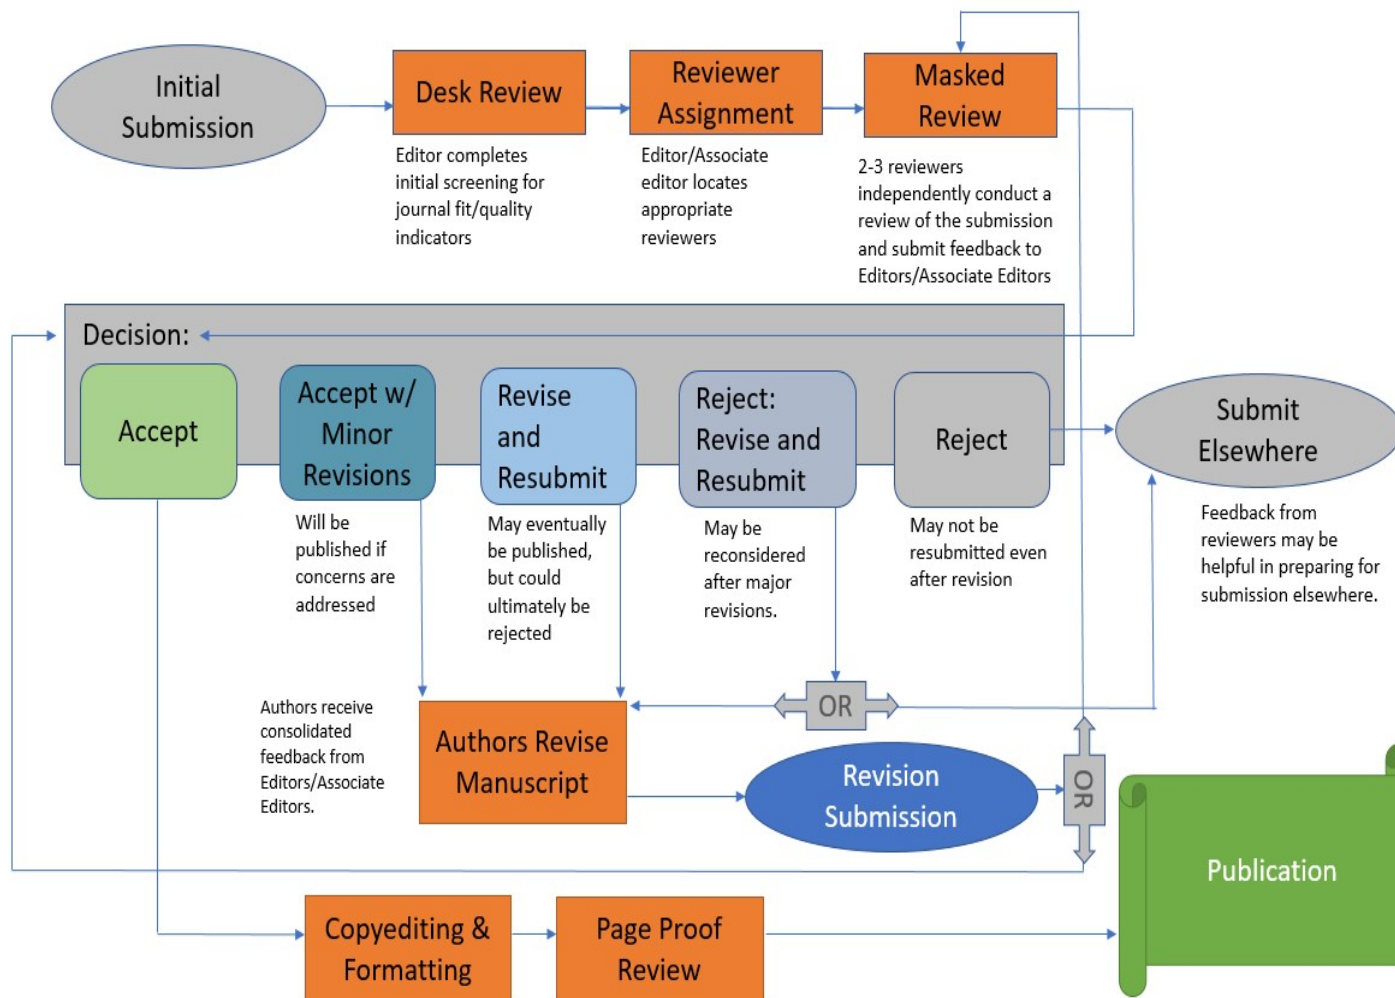 Initial
Submission
Desk Review
Reviewer
Assignment
Masked
Review
Editor completes
initial screening for
journal fit/quality
indicators
Editor/Associate
editor locates
appropriate
reviewers
2-3 reviewers
independently conduct a
review of the submission
and submit feedback to
Editors/Associate Editors
Decision:
Accept
Accept w/
Minor
Revisions
Revise
and
Resubmit
Reject:
Revise and
Resubmit
Reject
Submit
Elsewhere
Will be
published if
concerns are
addressed
May eventually
be published,
but could
ultimately be
rejected
May be
reconsidered
after major
revisions.
May not be
resubmitted even
after revision
Feedback from
reviewers may be
helpful in preparing for
submission elsewhere.
OR
Authors receive
consolidated
feedback from
Editors/Associate
Editors.
Authors Revise
Manuscript
Revision
Submission
OR
Publication
Copyediting &
Formatting
Page Proof
Review